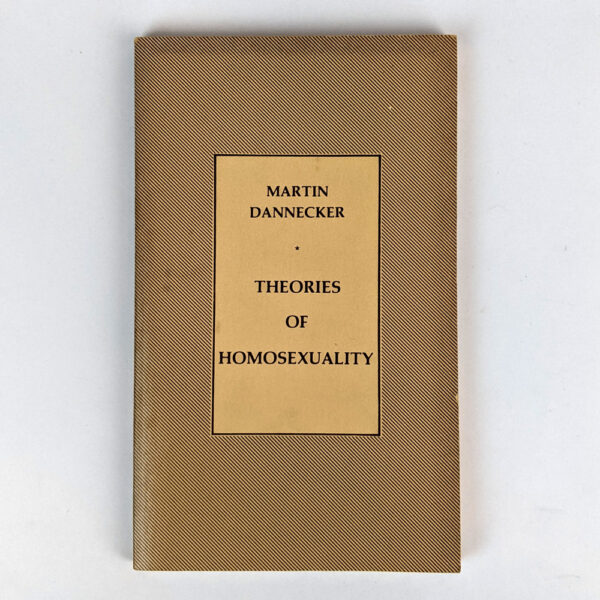 MARTIN
DANNECKER
*
THEORIES
OF
HOMOSEXUALITY